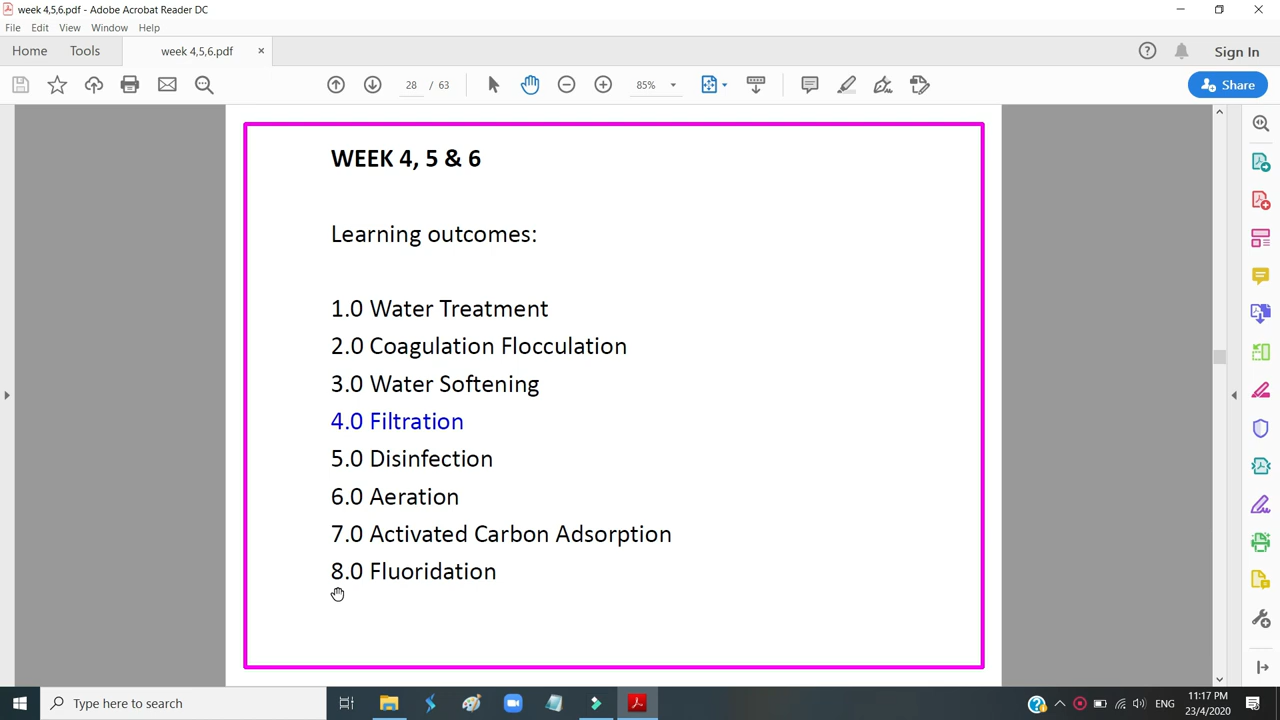 week 4,5,6.pdf - Adobe Acrobat Reader DC
File Edit View Window Help
Home Tools week 4,5,6.pdf × Sign In
28 / 63 85% Share
WEEK 4, 5 & 6
Learning outcomes:
1.0 Water Treatment
2.0 Coagulation Flocculation
3.0 Water Softening
4.0 Filtration
5.0 Disinfection
6.0 Aeration
7.0 Activated Carbon Adsorption
8.0 Fluoridation
Type here to search ENG 11:17 PM
23/4/2020